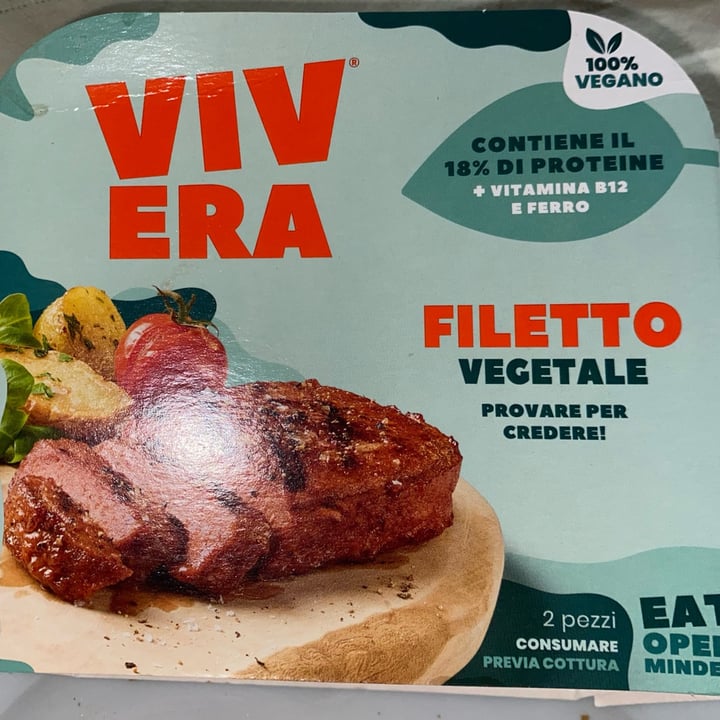 VIV
ERA
®
100%
VEGANO
CONTIENE IL
18% DI PROTEINE
+ VITAMINA B12
E FERRO
FILETTO
VEGETALE
PROVARE PER
CREDERE!
2 pezzi
CONSUMARE
PREVIA COTTURA
EAT
OPE
MINDE